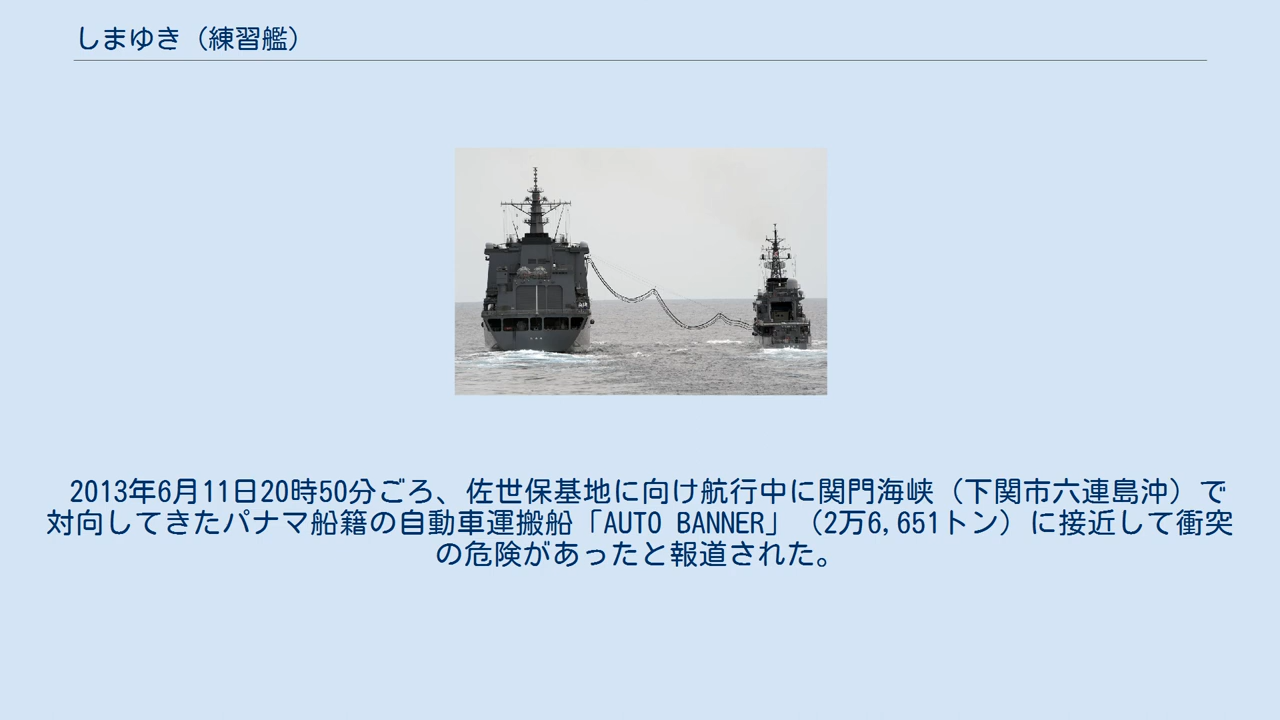 しまゆき（練習艦）
2013年6月11日20時50分ごろ、佐世保基地に向け航行中に関門海峡（下関市六連島沖）で
対向してきたパナマ船籍の自動車運搬船「AUTO BANNER」（2万6,651トン）に接近して衝突
の危険があったと報道された。